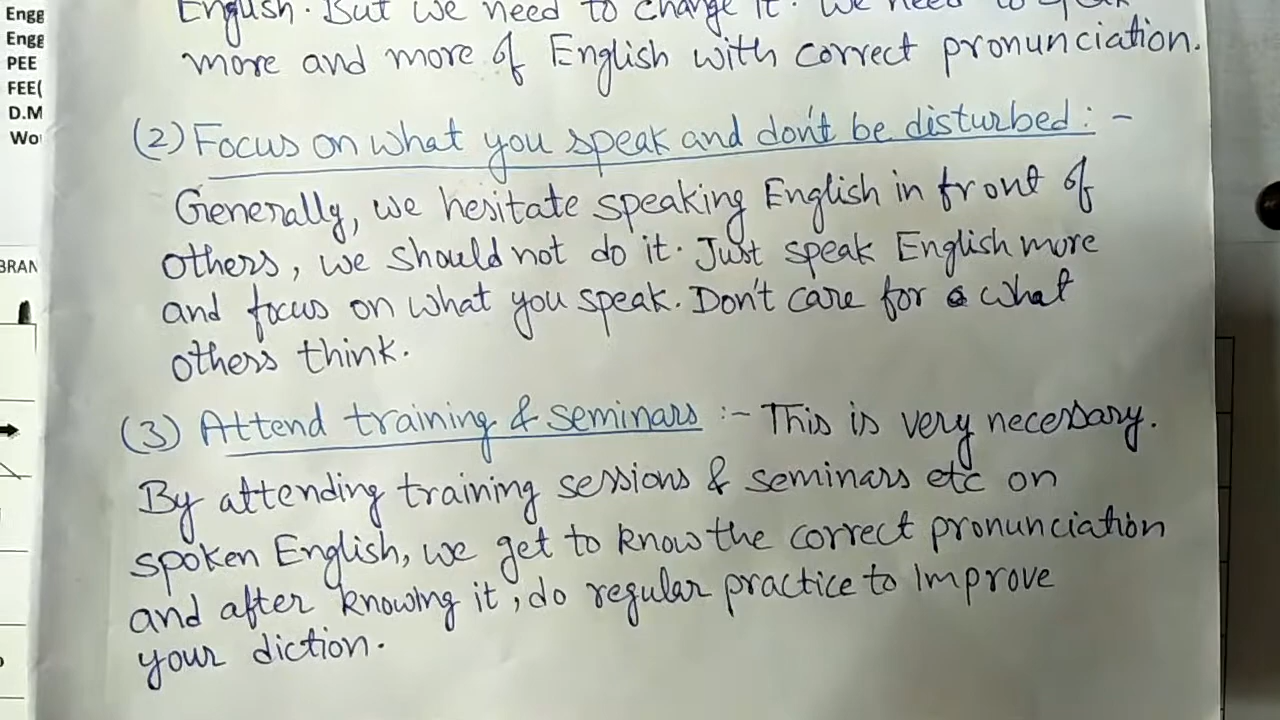 Engg
Engg
PEE
FEE(
D.M
Wo
BRAN
English. But we need to change it. We need to speak
more and more of English with correct pronunciation.
(2) Focus on what you speak and don't be disturbed : -
Generally, we hesitate speaking English in front of
others, we should not do it. Just speak English more
and focus on what you speak. Don't care for what
others think.
(3) Attend training & seminars :- This is very necessary.
By attending training sessions & seminars etc on
spoken English, we get to know the correct pronunciation
and after knowing it, do regular practice to Improve
your diction.